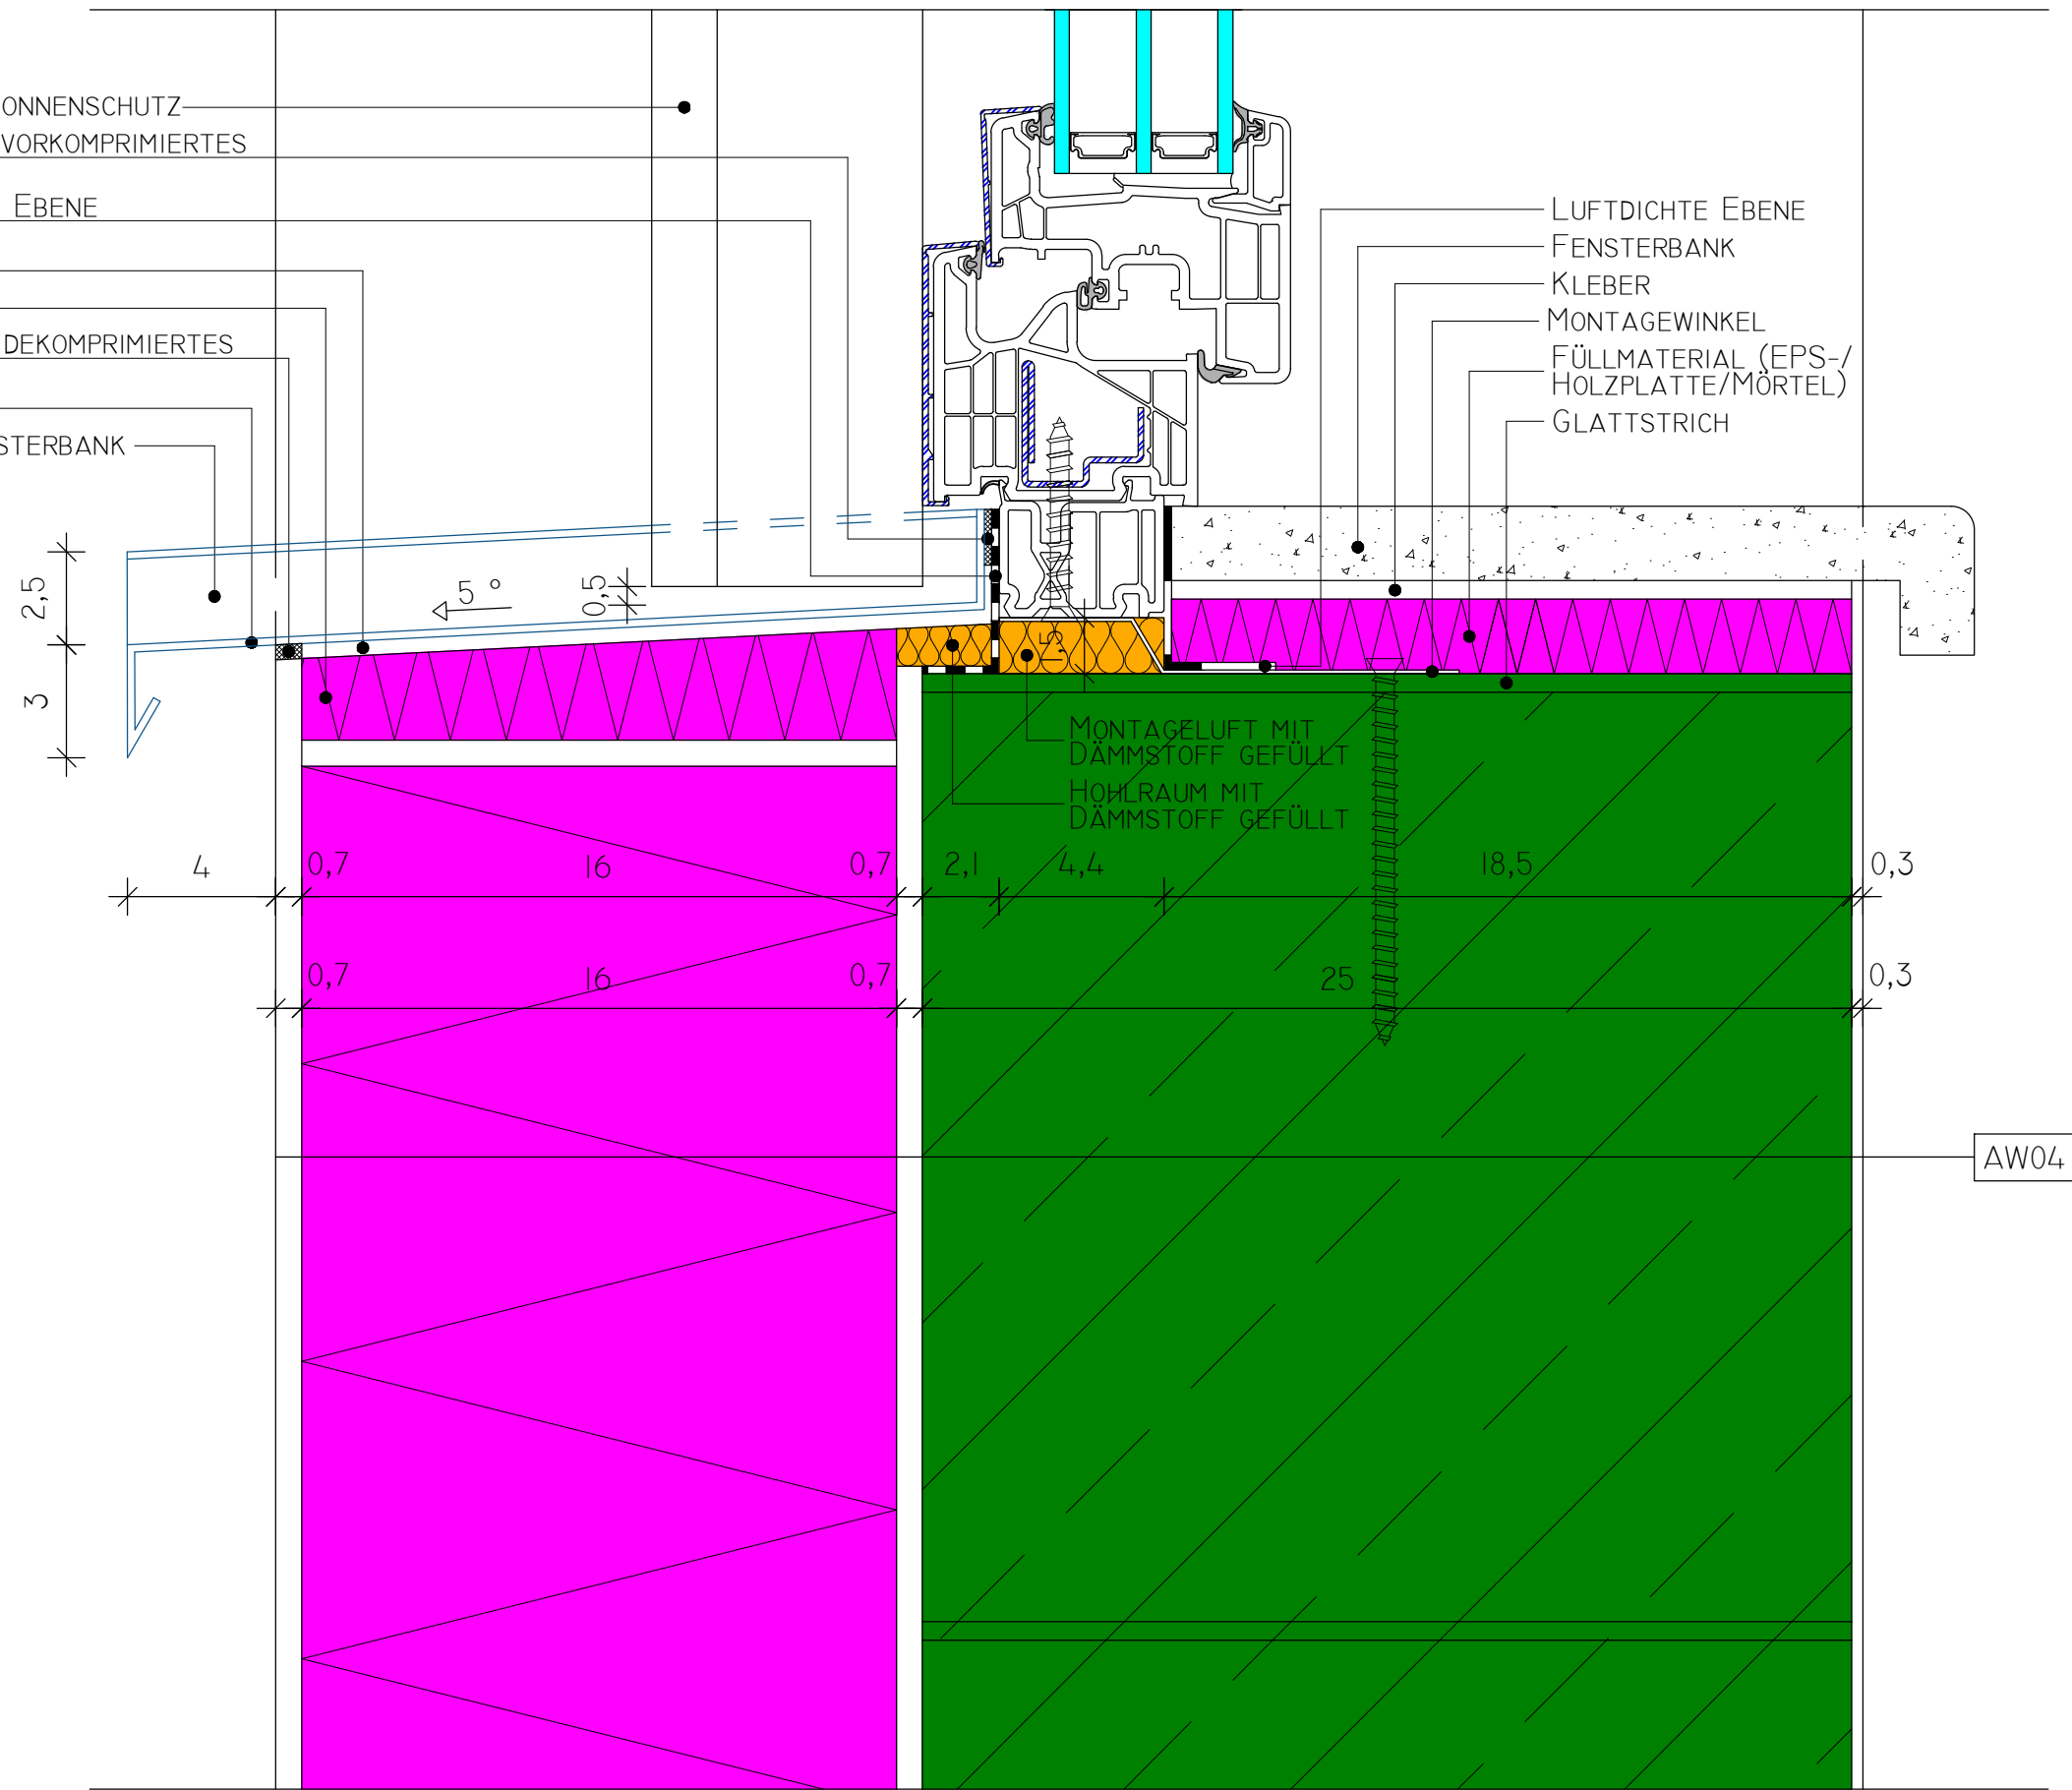 ONNENSCHUTZ
VORKOMPRIMIERTES
EBENE
DEKOMPRIMIERTES
STERBANK
LUFTDICHTE EBENE
FENSTERBANK
KLEBER
MONTAGEWINKEL
FÜLLMATERIAL (EPS-/
HOLZPLATTE/MÖRTEL)
GLATTSTRICH
2,5
3
5 °
0,5
1,5
MONTAGELUFT MIT
DÄMMSTOFF GEFÜLLT
HOHLRAUM MIT
DÄMMSTOFF GEFÜLLT
4 0,7 16 0,7 2,1 4,4 18,5 0,3
0,7 16 0,7 25 0,3
AW04